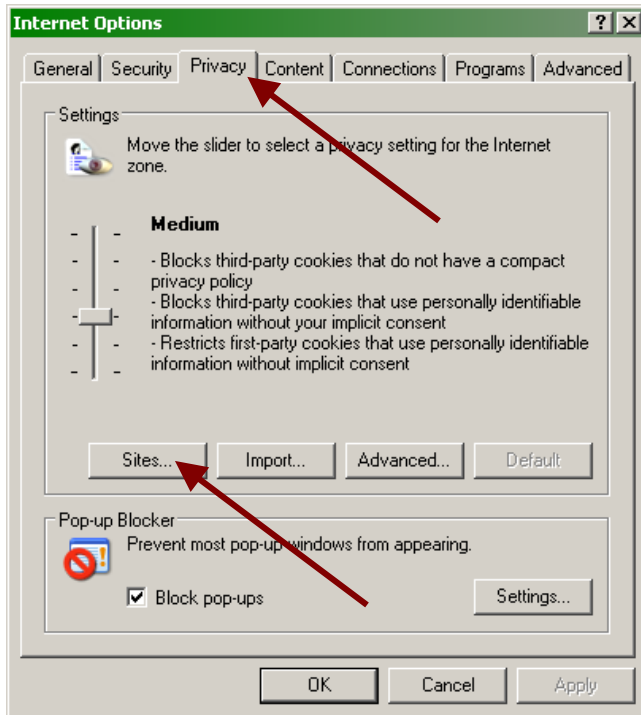 Internet Options
General Security Privacy Content Connections Programs Advanced
Settings
Move the slider to select a privacy setting for the Internet
zone.
Medium
- Blocks third-party cookies that do not have a compact
privacy policy
- Blocks third-party cookies that use personally identifiable
information without your implicit consent
- Restricts first-party cookies that use personally identifiable
information without implicit consent
Sites... Import... Advanced... Default
Pop-up Blocker
Prevent most pop-up windows from appearing.
Block pop-ups Settings...
OK Cancel Apply